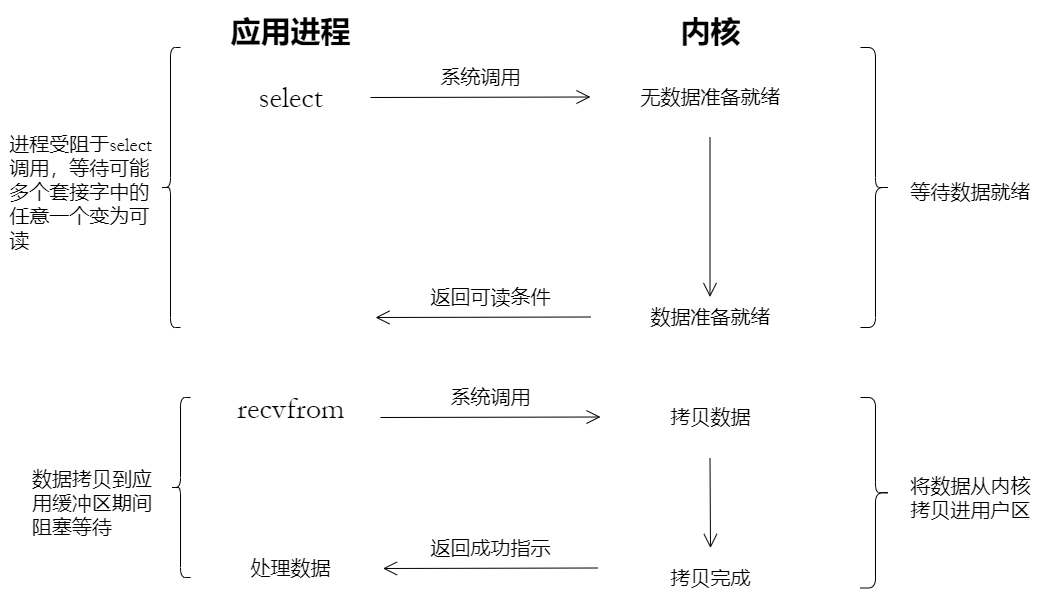 应用进程
内核
select
系统调用
无数据准备就绪
进程受阻于select
调用，等待可能
多个套接字中的
任意一个变为可
读
等待数据就绪
返回可读条件
数据准备就绪
recvfrom
系统调用
拷贝数据
数据拷贝到应
用缓冲区期间
阻塞等待
将数据从内核
拷贝进用户区
返回成功指示
处理数据
拷贝完成